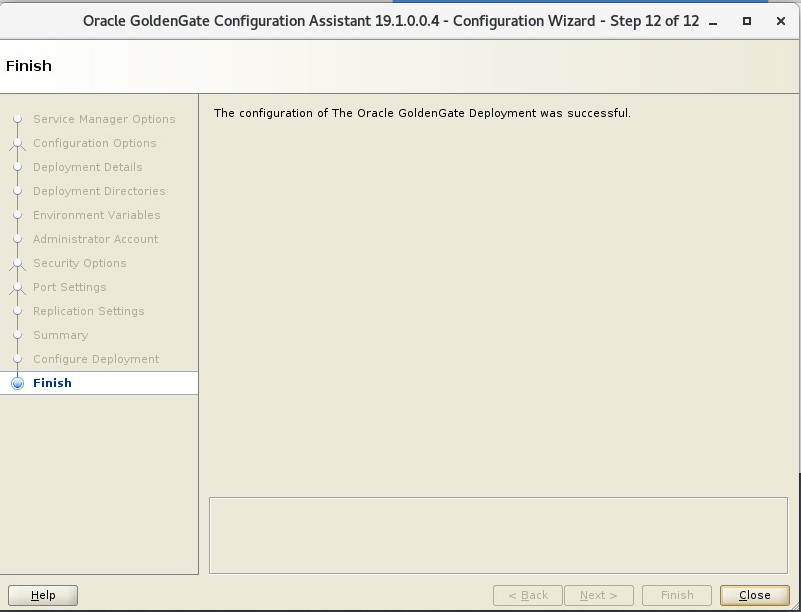 Oracle GoldenGate Configuration Assistant 19.1.0.0.4 - Configuration Wizard - Step 12 of 12
Finish
Service Manager Options
Configuration Options
Deployment Details
Deployment Directories
Environment Variables
Administrator Account
Security Options
Port Settings
Replication Settings
Summary
Configure Deployment
Finish
The configuration of The Oracle GoldenGate Deployment was successful.
Help
< Back
Next >
Finish
Close